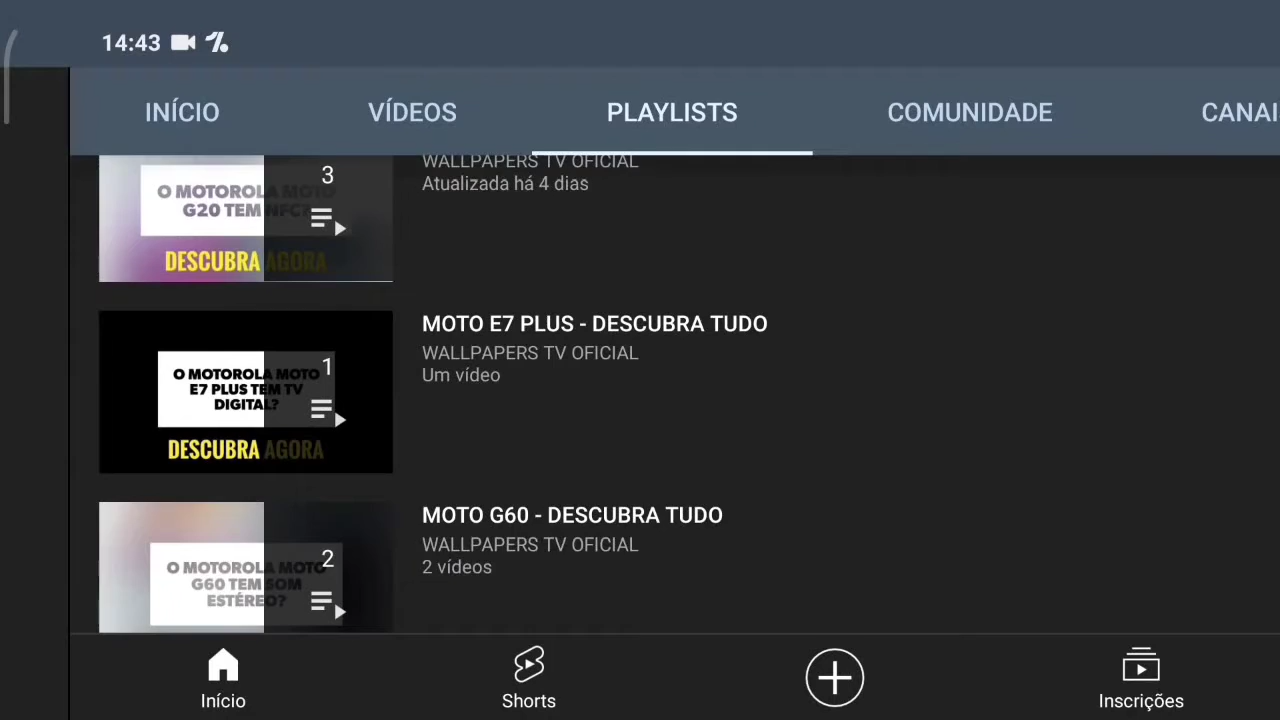 14:43
INÍCIO VÍDEOS PLAYLISTS COMUNIDADE CANAI
WALLPAPERS TV OFICIAL
Atualizada há 4 dias
3
O MOTOROLA MOTO
G20 TEM NFC?
DESCUBRA AGORA
MOTO E7 PLUS - DESCUBRA TUDO
WALLPAPERS TV OFICIAL
Um vídeo
1
O MOTOROLA MOTO
E7 PLUS TEM TV
DIGITAL?
DESCUBRA AGORA
MOTO G60 - DESCUBRA TUDO
WALLPAPERS TV OFICIAL
2 vídeos
2
O MOTOROLA MOTO
G60 TEM SOM
ESTÉREO?
Início Shorts Inscrições